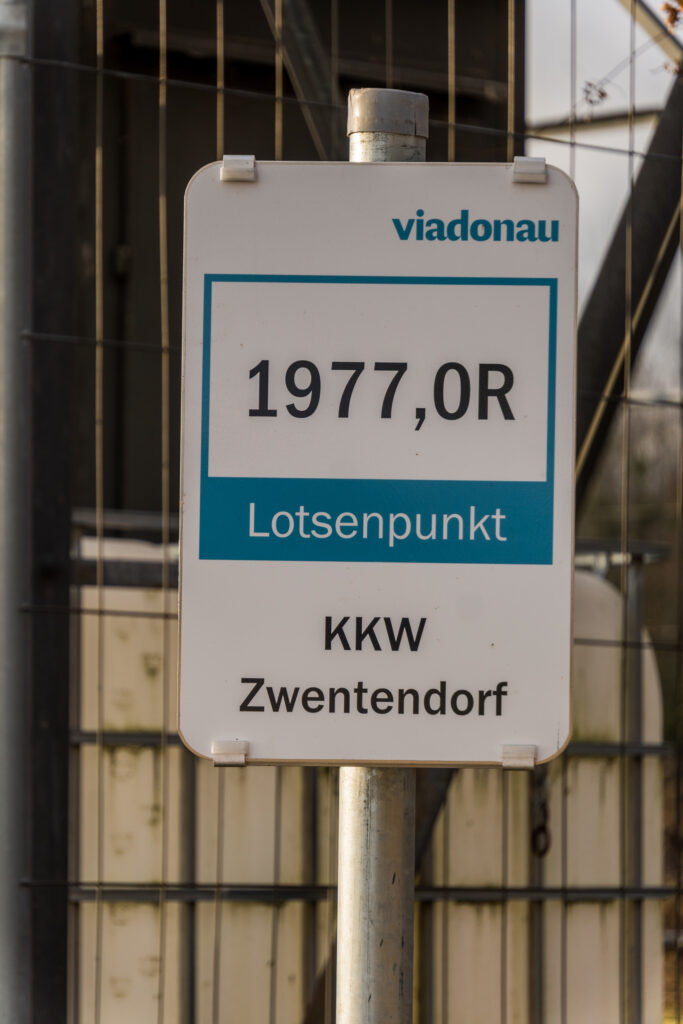 viadonau
1977,0R
Lotsenpunkt
KKW
Zwentendorf